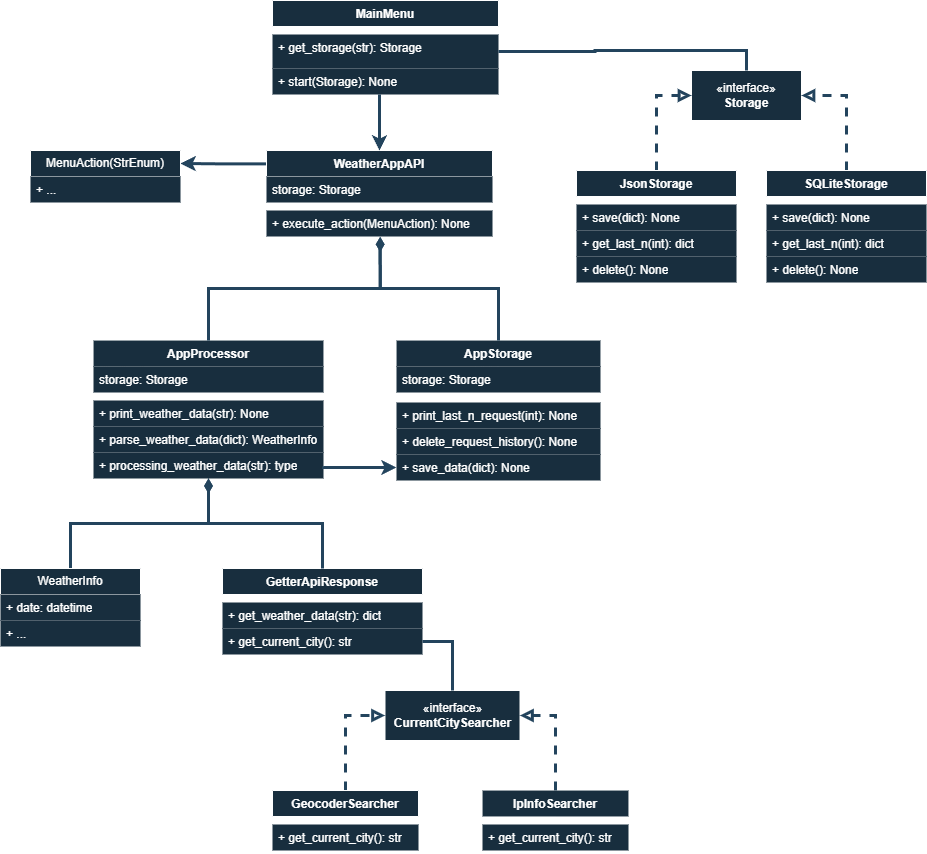 MainMenu
+ get_storage(str): Storage
+ start(Storage): None
«interface»
Storage
MenuAction(StrEnum)
+ ...
WeatherAppAPI
storage: Storage
+ execute_action(MenuAction): None
JsonStorage
+ save(dict): None
+ get_last_n(int): dict
+ delete(): None
SQLiteStorage
+ save(dict): None
+ get_last_n(int): dict
+ delete(): None
AppProcessor
storage: Storage
+ print_weather_data(str): None
+ parse_weather_data(dict): WeatherInfo
+ processing_weather_data(str): type
AppStorage
storage: Storage
+ print_last_n_request(int): None
+ delete_request_history(): None
+ save_data(dict): None
WeatherInfo
+ date: datetime
+ ...
GetterApiResponse
+ get_weather_data(str): dict
+ get_current_city(): str
«interface»
CurrentCitySearcher
GeocoderSearcher
+ get_current_city(): str
IpInfoSearcher
+ get_current_city(): str